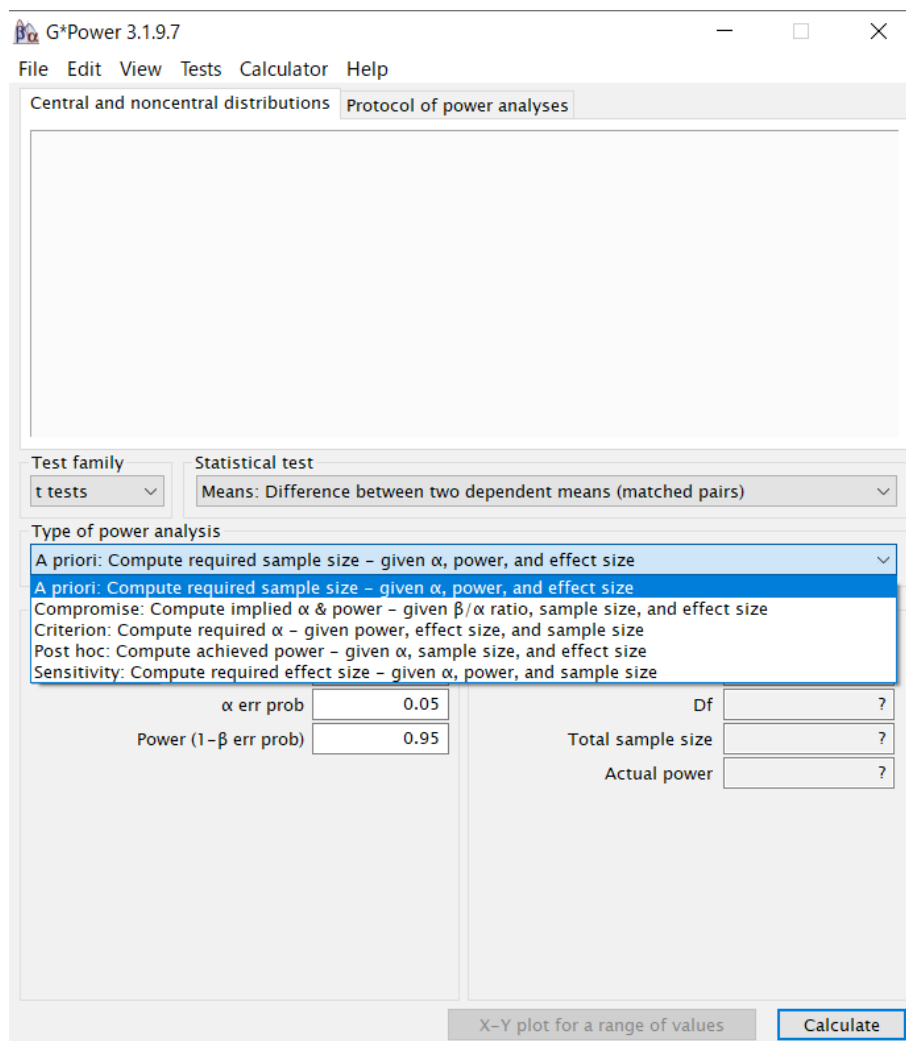 G*Power 3.1.9.7
File Edit View Tests Calculator Help
Central and noncentral distributions Protocol of power analyses
Test family Statistical test
t tests Means: Difference between two dependent means (matched pairs)
Type of power analysis
A priori: Compute required sample size – given α, power, and effect size
A priori: Compute required sample size – given α, power, and effect size
Compromise: Compute implied α & power – given β/α ratio, sample size, and effect size
Criterion: Compute required α – given power, effect size, and sample size
Post hoc: Compute achieved power – given α, sample size, and effect size
Sensitivity: Compute required effect size – given α, power, and sample size
α err prob 0.05 Df ?
Power (1–β err prob) 0.95 Total sample size ?
Actual power ?
X–Y plot for a range of values Calculate